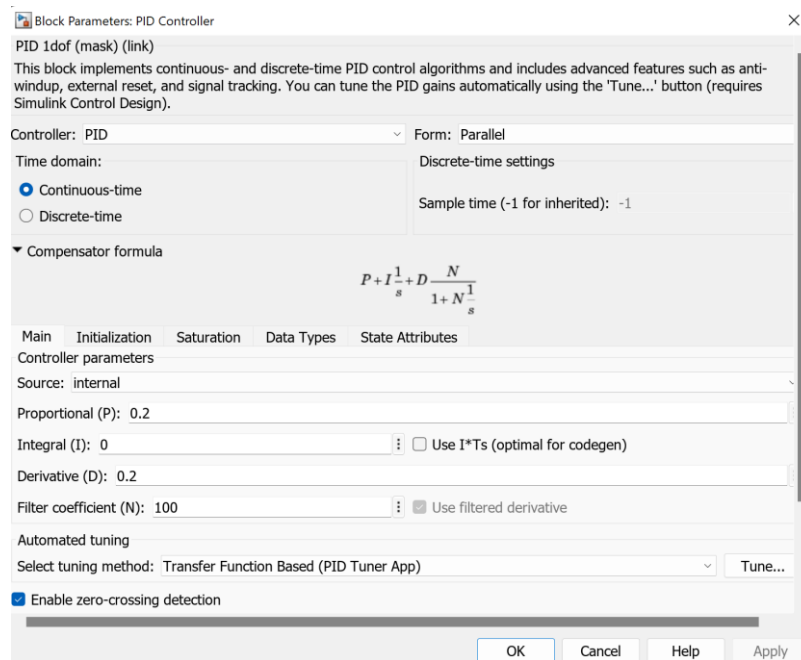 Block Parameters: PID Controller
PID 1dof (mask) (link)
This block implements continuous- and discrete-time PID control algorithms and includes advanced features such as anti-
windup, external reset, and signal tracking. You can tune the PID gains automatically using the 'Tune...' button (requires
Simulink Control Design).
Controller: PID Form: Parallel
Time domain: Discrete-time settings
Continuous-time
Sample time (-1 for inherited): -1
Discrete-time
Compensator formula
P+I\frac{1}{s}+D\frac{N}{1+N\frac{1}{s}}
Main Initialization Saturation Data Types State Attributes
Controller parameters
Source: internal
Proportional (P): 0.2
Integral (I): 0 Use I*Ts (optimal for codegen)
Derivative (D): 0.2
Filter coefficient (N): 100 Use filtered derivative
Automated tuning
Select tuning method: Transfer Function Based (PID Tuner App) Tune...
Enable zero-crossing detection
OK Cancel Help Apply